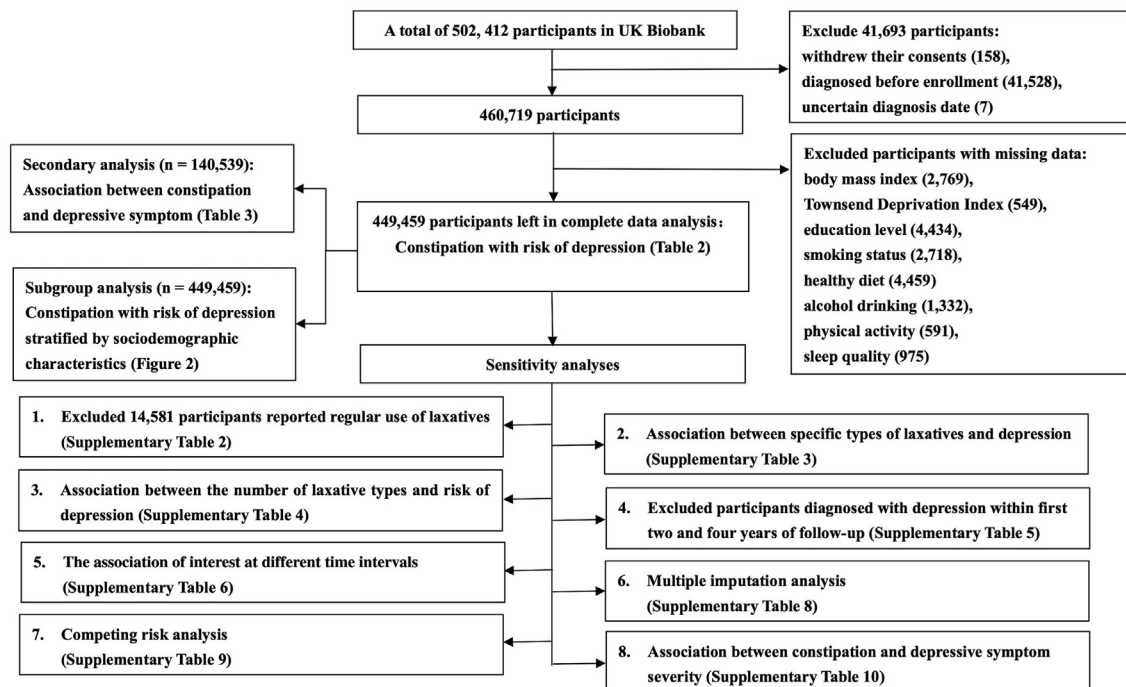 A total of 502, 412 participants in UK Biobank
Exclude 41,693 participants:
withdrew their consents (158),
diagnosed before enrollment (41,528),
uncertain diagnosis date (7)
460,719 participants
Excluded participants with missing data:
body mass index (2,769),
Townsend Deprivation Index (549),
education level (4,434),
smoking status (2,718),
healthy diet (4,459)
alcohol drinking (1,332)
physical activity (591),
sleep quality (975)
Secondary analysis (n = 140,539):
Association between constipation
and depressive symptom (Table 3)
449,459 participants left in complete data analysis:
Constipation with risk of depression (Table 2)
Subgroup analysis (n = 449,459):
Constipation with risk of depression
stratified by sociodemographic
characteristics (Figure 2)
Sensitivity analyses
1. Excluded 14,581 participants reported regular use of laxatives
(Supplementary Table 2)
2. Association between specific types of laxatives and depression
(Supplementary Table 3)
3. Association between the number of laxative types and risk of
depression (Supplementary Table 4)
4. Excluded participants diagnosed with depression within first
two and four years of follow-up (Supplementary Table 5)
5. The association of interest at different time intervals
(Supplementary Table 6)
6. Multiple imputation analysis
(Supplementary Table 8)
7. Competing risk analysis
(Supplementary Table 9)
8. Association between constipation and depressive symptom
severity (Supplementary Table 10)